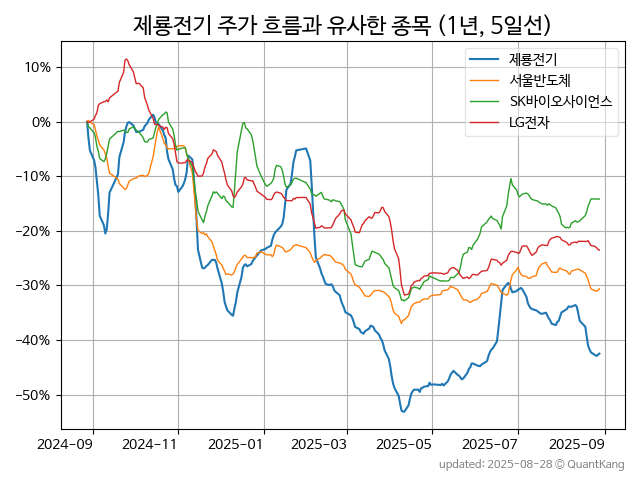 제룡전기 주가 흐름과 유사한 종목 (1년, 5일선)
제룡전기
서울반도체
SK바이오사이언스
LG전자
10%
0%
−10%
−20%
−30%
−40%
−50%
2024-09
2024-11
2025-01
2025-03
2025-05
2025-07
2025-09
updated: 2025-08-28 © QuantKang